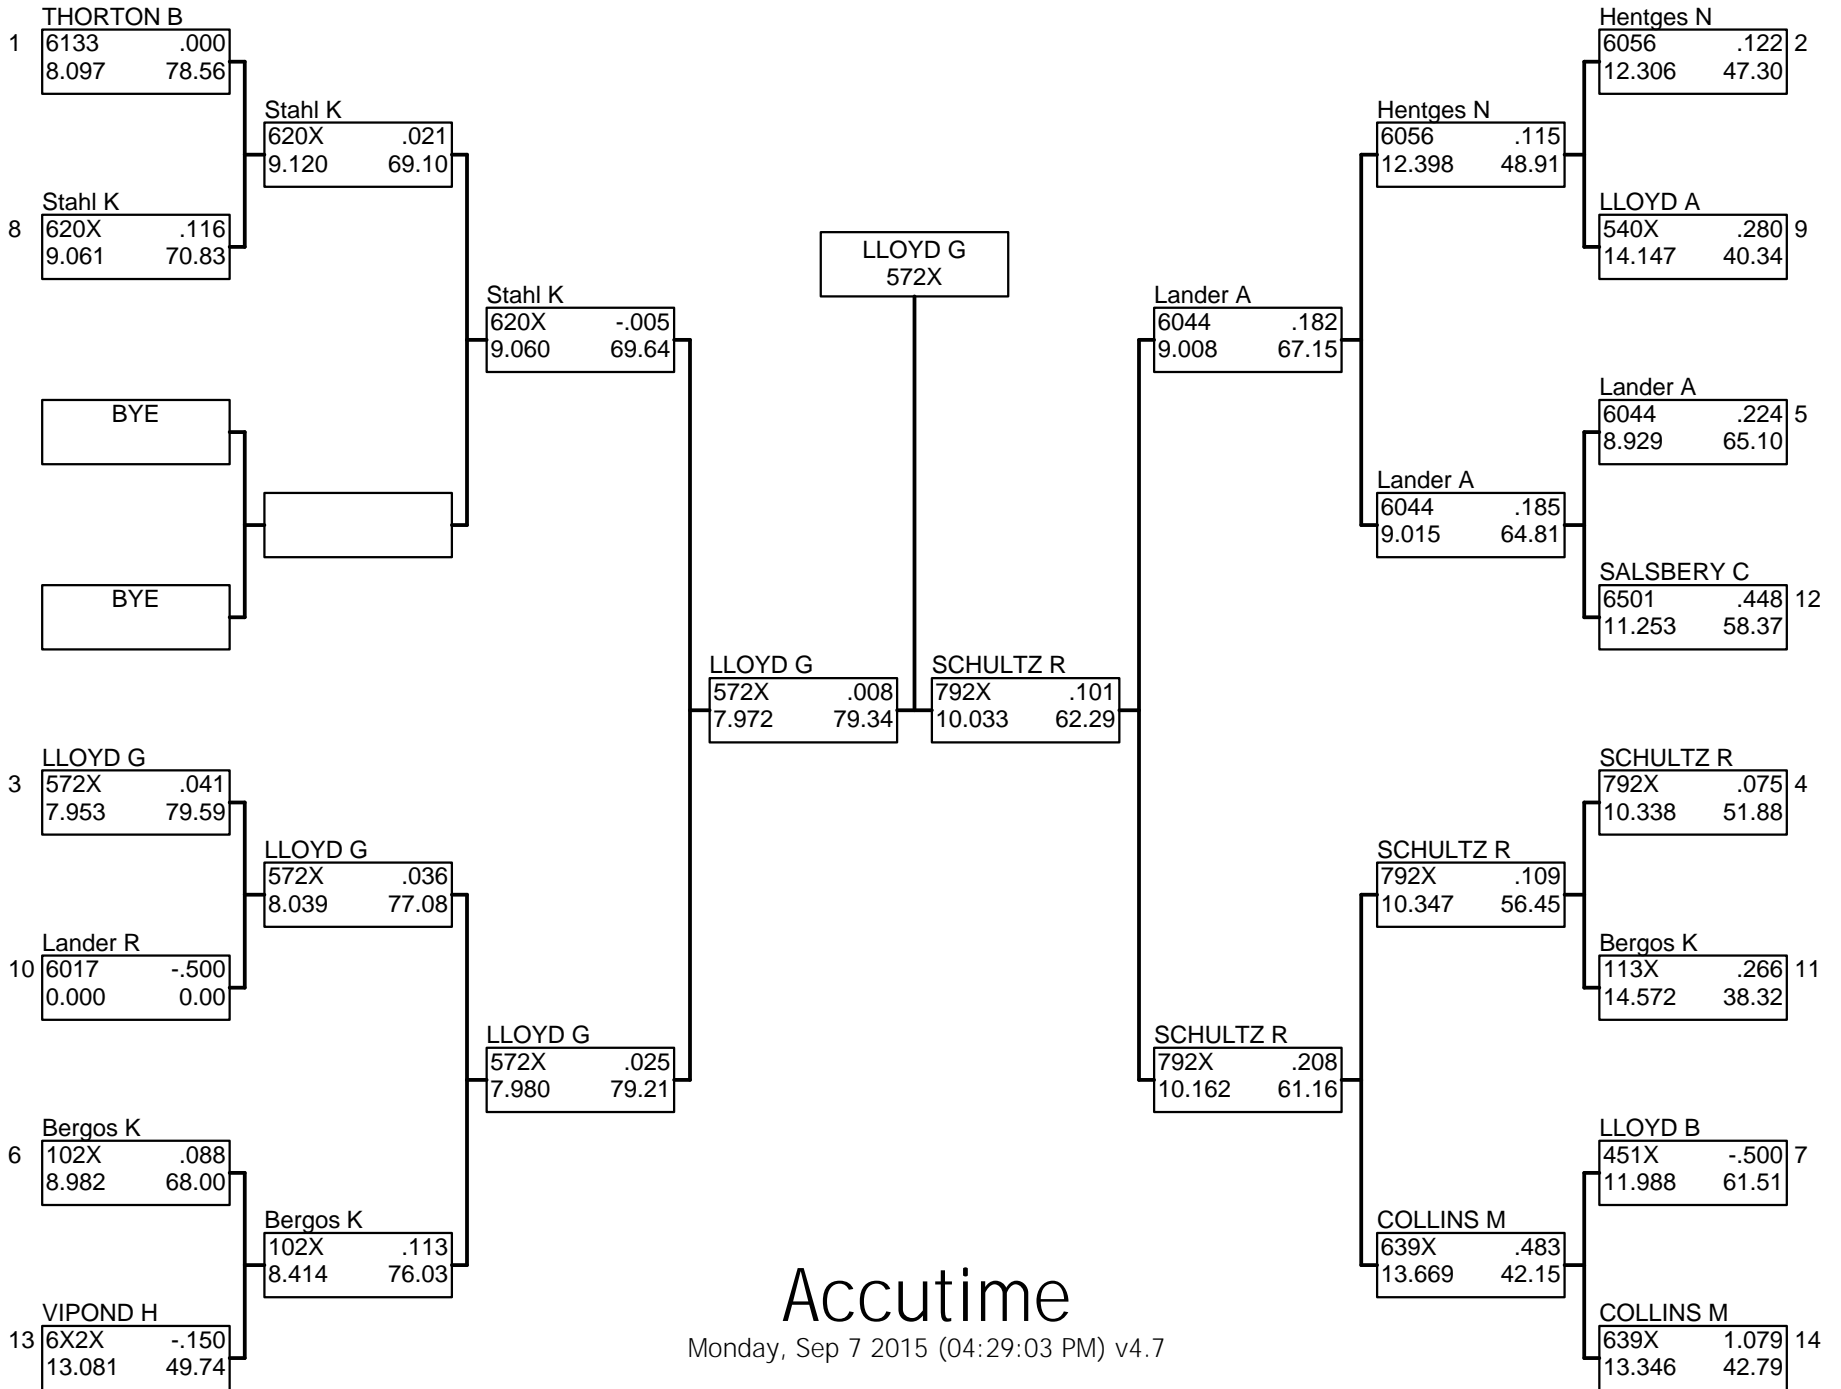 THORTON B
1 6133 .000
8.097 78.56
Stahl K
8 620X .116
9.061 70.83
BYE
BYE
LLOYD G
3 572X .041
7.953 79.59
Lander R
10 6017 -.500
0.000 0.00
Bergos K
6 102X .088
8.982 68.00
VIPOND H
13 6X2X -.150
13.081 49.74
Stahl K
620X .021
9.120 69.10
LLOYD G
572X .036
8.039 77.08
Bergos K
102X .113
8.414 76.03
Stahl K
620X -.005
9.060 69.64
LLOYD G
572X .025
7.980 79.21
LLOYD G
572X .008
7.972 79.34
LLOYD G
572X
SCHULTZ R
792X .101
10.033 62.29
Lander A
6044 .182
9.008 67.15
SCHULTZ R
792X .208
10.162 61.16
Hentges N
6056 .115
12.398 48.91
Lander A
6044 .185
9.015 64.81
SCHULTZ R
792X .109
10.347 56.45
COLLINS M
639X .483
13.669 42.15
Hentges N
6056 .122 2
12.306 47.30
LLOYD A
540X .280 9
14.147 40.34
Lander A
6044 .224 5
8.929 65.10
SALSBERY C
6501 .448 12
11.253 58.37
SCHULTZ R
792X .075 4
10.338 51.88
Bergos K
113X .266 11
14.572 38.32
LLOYD B
451X -.500 7
11.988 61.51
COLLINS M
639X 1.079 14
13.346 42.79
Accutime
Monday, Sep 7 2015 (04:29:03 PM) v4.7